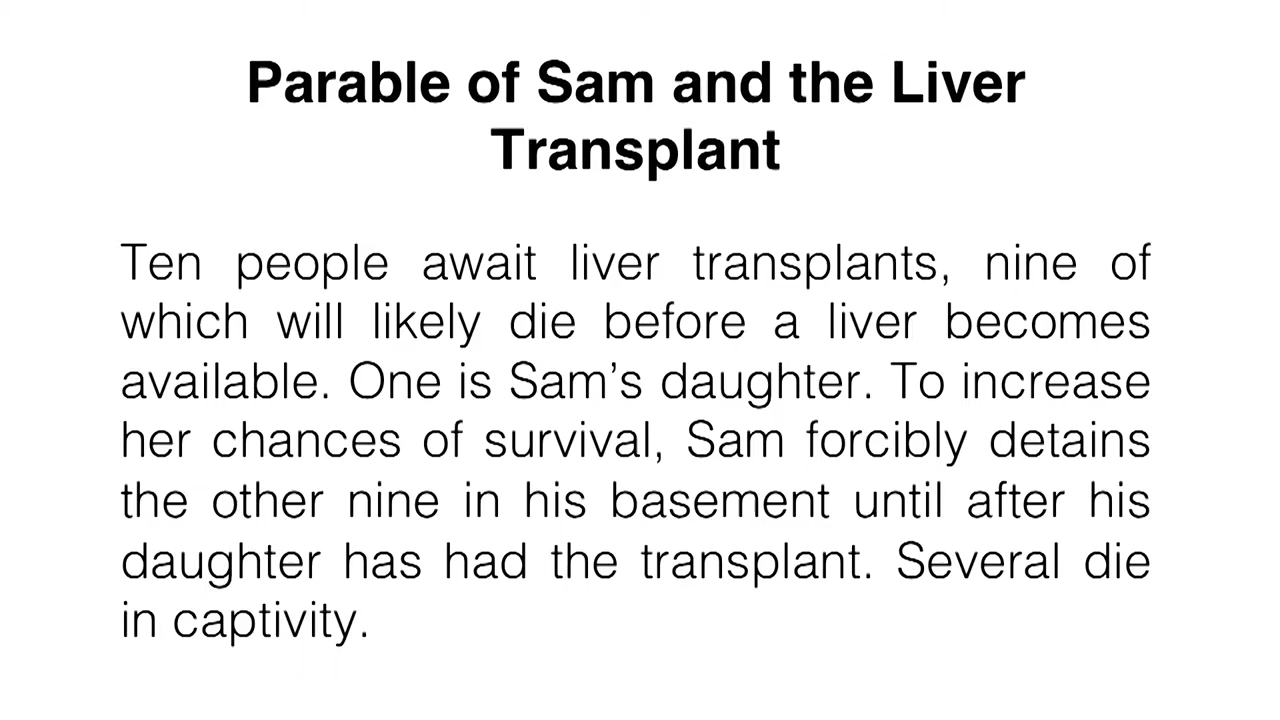 Parable of Sam and the Liver
Transplant
Ten people await liver transplants, nine of
which will likely die before a liver becomes
available. One is Sam’s daughter. To increase
her chances of survival, Sam forcibly detains
the other nine in his basement until after his
daughter has had the transplant. Several die
in captivity.